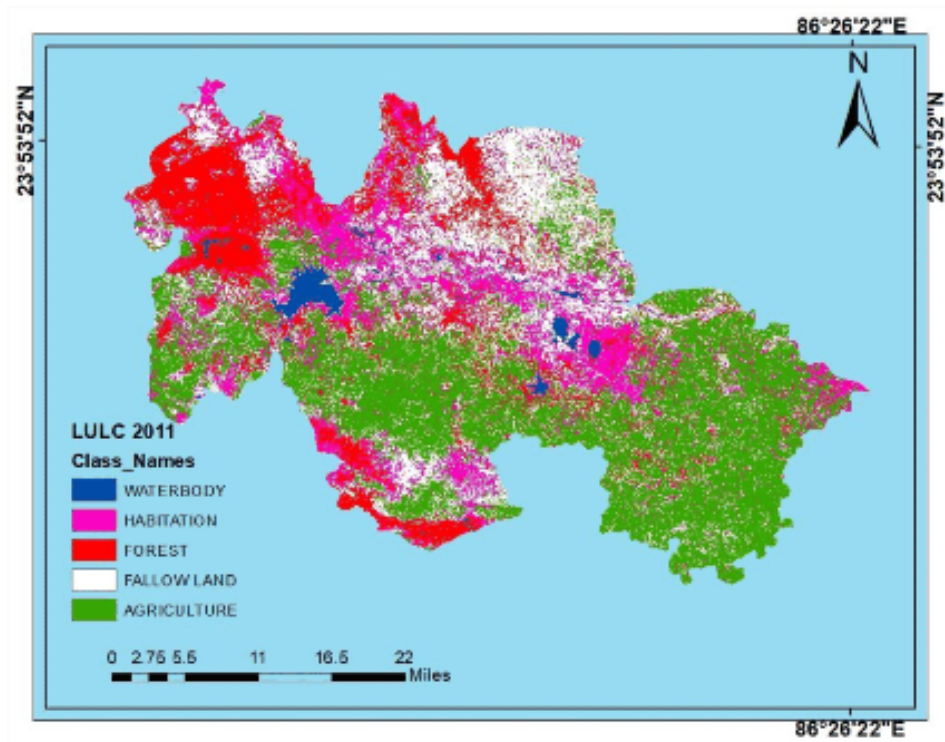 86°26'22"E
N
23°53'52"N
23°53'52"N
LULC 2011
Class_Names
WATERBODY
HABITATION
FOREST
FALLOW LAND
AGRICULTURE
0 2.75 5.5 11 16.5 22
Miles
86°26'22"E